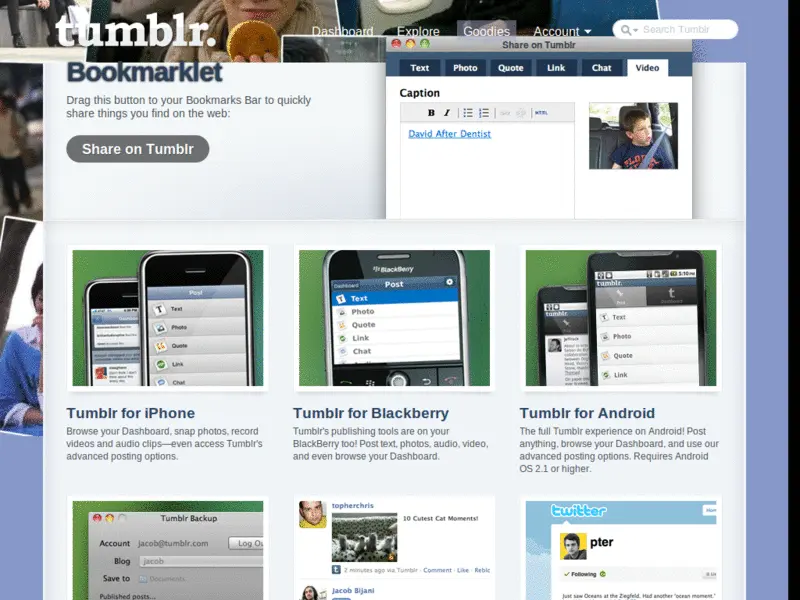 tumblr.
Dashboard Explore Goodies Account Search Tumblr
Bookmarklet
Drag this button to your Bookmarks Bar to quickly
share things you find on the web:
Share on Tumblr
Share on Tumblr
Text Photo Quote Link Chat Video
Caption
B I HTML
David After Dentist
Post
Text
Photo
Quote
Link
Chat
BlackBerry
Dashboard Post
Text
Photo
Quote
Link
Chat
tumblr.
Post Dashboard
Text
Photo
Quote
Link
Tumblr for iPhone
Browse your Dashboard, snap photos, record
videos and audio clips—even access Tumblr's
advanced posting options.
Tumblr for Blackberry
Tumblr's publishing tools are on your
BlackBerry too! Post text, photos, audio, video,
and even browse your Dashboard.
Tumblr for Android
The full Tumblr experience on Android! Post
anything, browse your Dashboard, and use our
advanced posting options. Requires Android
OS 2.1 or higher.
Tumblr Backup
Account jacob@tumblr.com Log Ou
Blog jacob
Save to Documents
Published posts...
topherchris
10 Cutest Cat Moments!
2 minutes ago via Tumblr · Comment · Like · Reblo
Jacob Bijani
twitter
pter
Following
Just saw Oceans at the Ziegfeld. Had another "ocean moment."